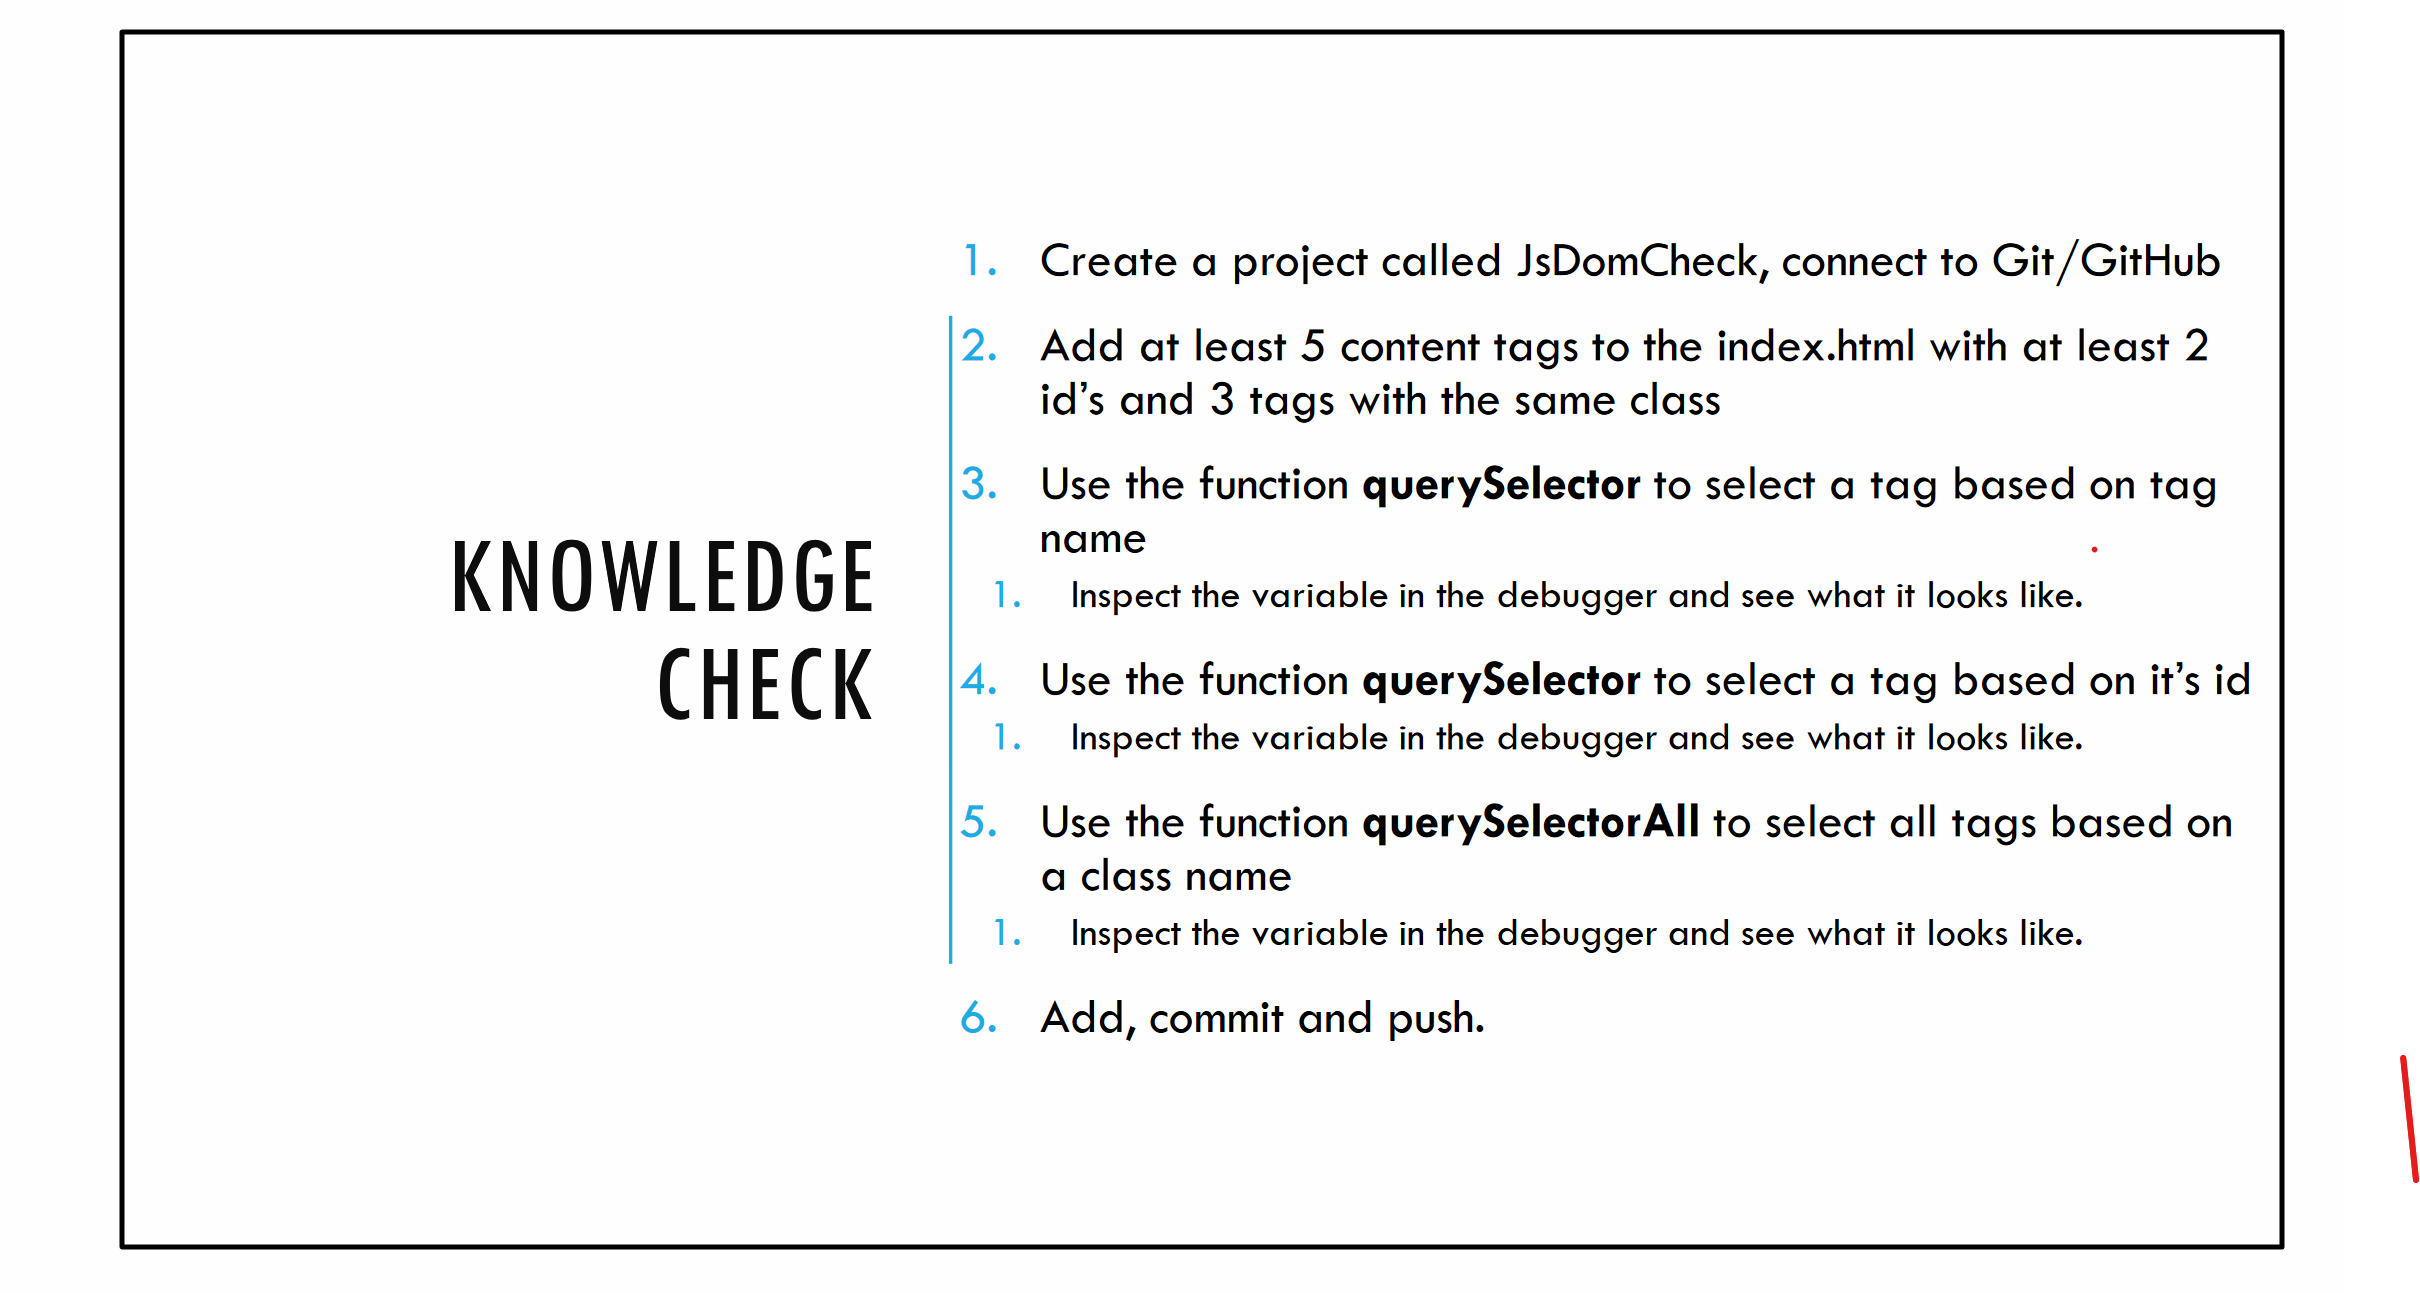 KNOWLEDGE
CHECK
1. Create a project called JsDomCheck, connect to Git/GitHub
2. Add at least 5 content tags to the index.html with at least 2
id’s and 3 tags with the same class
3. Use the function querySelector to select a tag based on tag
name
1. Inspect the variable in the debugger and see what it looks like.
4. Use the function querySelector to select a tag based on it’s id
1. Inspect the variable in the debugger and see what it looks like.
5. Use the function querySelectorAll to select all tags based on
a class name
1. Inspect the variable in the debugger and see what it looks like.
6. Add, commit and push.